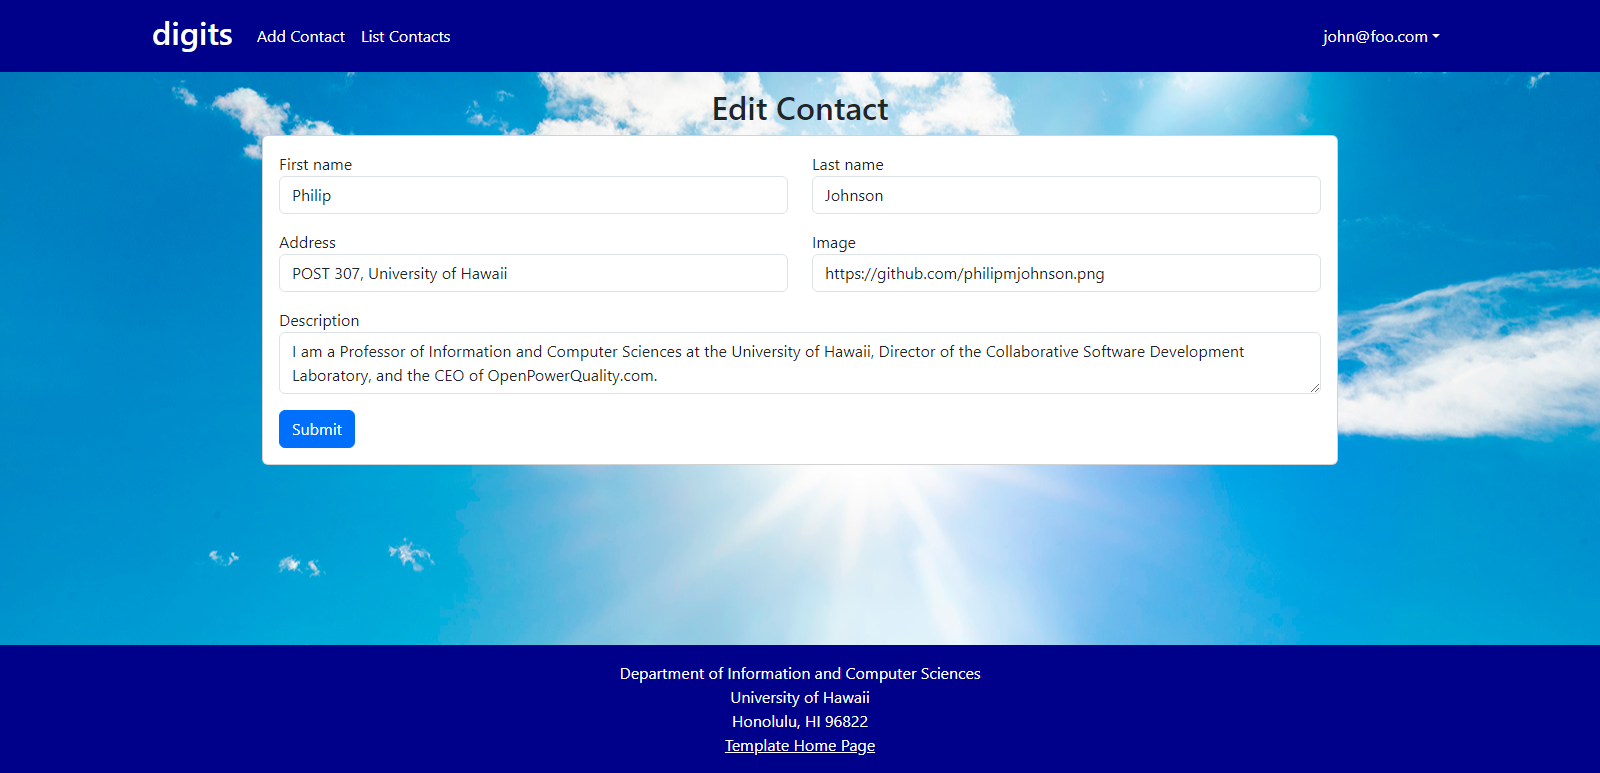 digits
Add Contact
List Contacts
john@foo.com
Edit Contact
First name
Last name
Philip
Johnson
Address
Image
POST 307, University of Hawaii
https://github.com/philipmjohnson.png
Description
I am a Professor of Information and Computer Sciences at the University of Hawaii, Director of the Collaborative Software Development
Laboratory, and the CEO of OpenPowerQuality.com.
Submit
Department of Information and Computer Sciences
University of Hawaii
Honolulu, HI 96822
Template Home Page